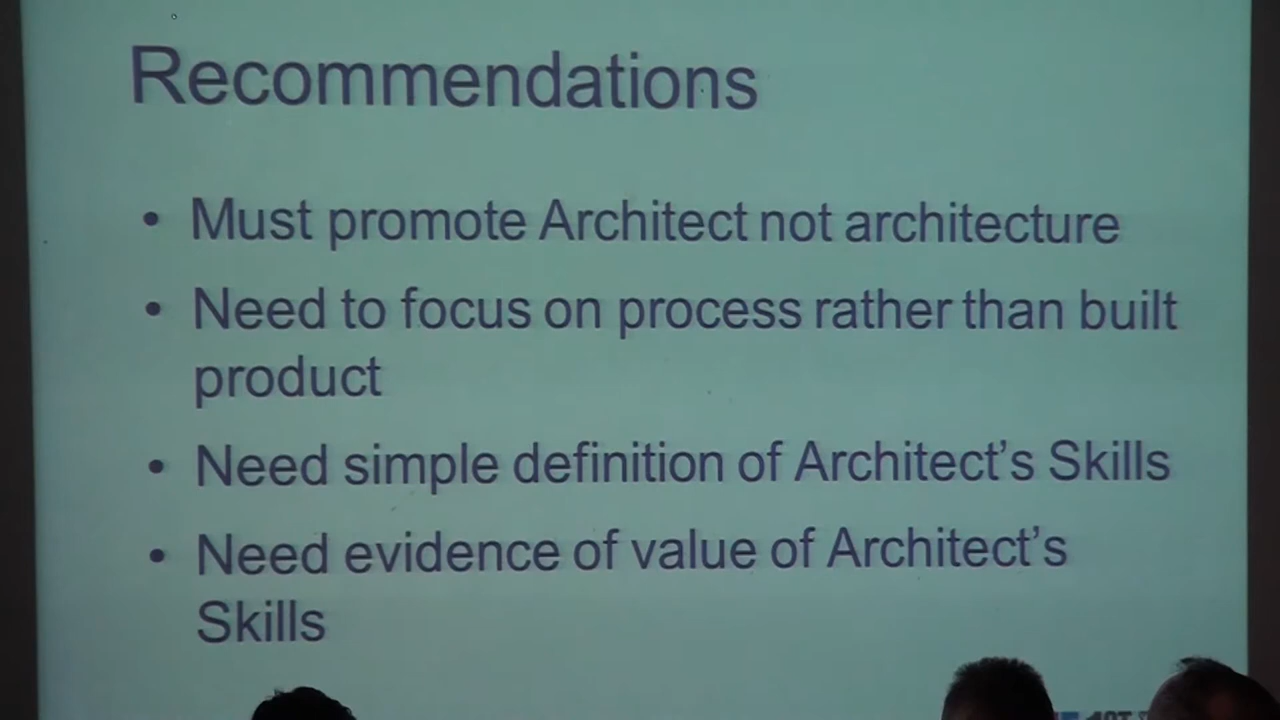 Recommendations
• Must promote Architect not architecture
• Need to focus on process rather than built
product
• Need simple definition of Architect's Skills
• Need evidence of value of Architect's
Skills